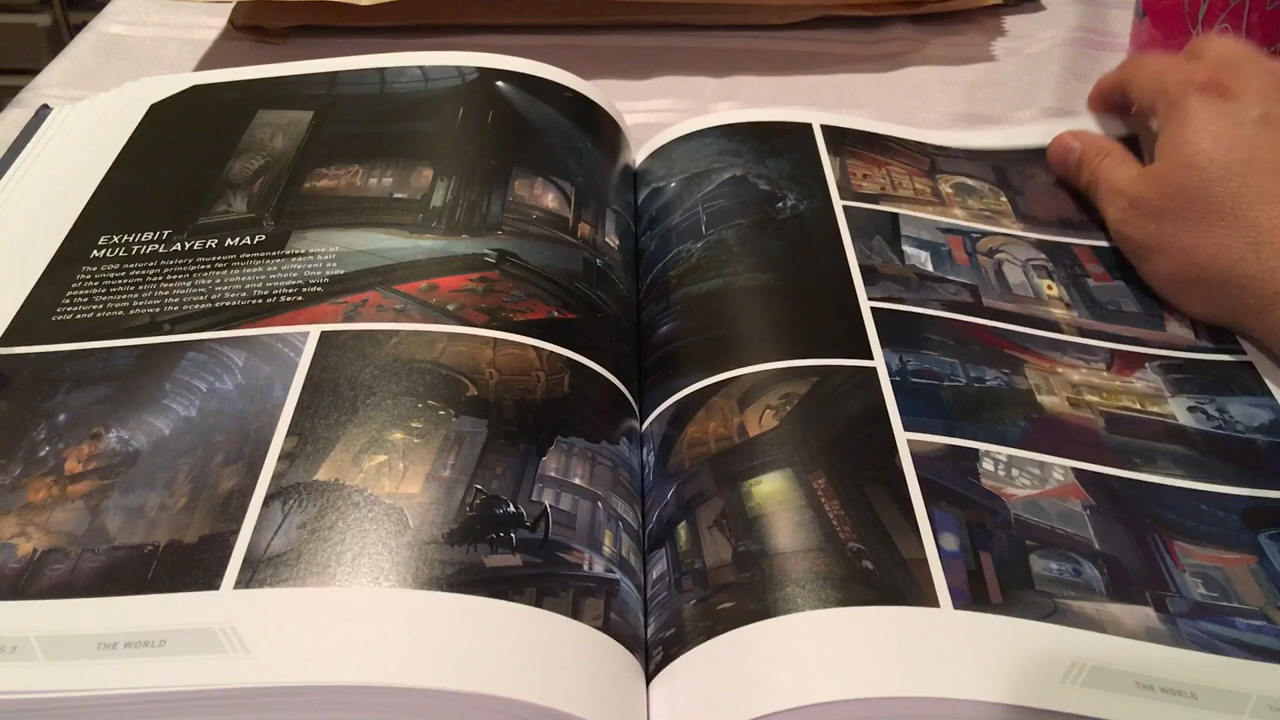 EXHIBIT
MULTIPLAYER MAP
The COG natural history museum demonstrates one of
the unique design principles for multiplayer: each half
of the museum has been crafted to look as different as
possible while still feeling like a cohesive whole. One side
is the "Denizens of the Hollow," warm and wooden, with
creatures from below the crust of Sera. The other side,
cold and stone, shows the ocean creatures of Sera.
S 3 THE WORLD
THE WORLD